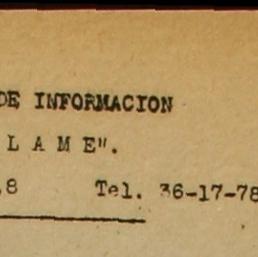 DE INFORMACION
L A M E".
8 Tel. 36-17-78